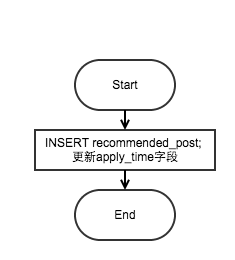 Start
INSERT recommended_post;
更新apply_time字段
End